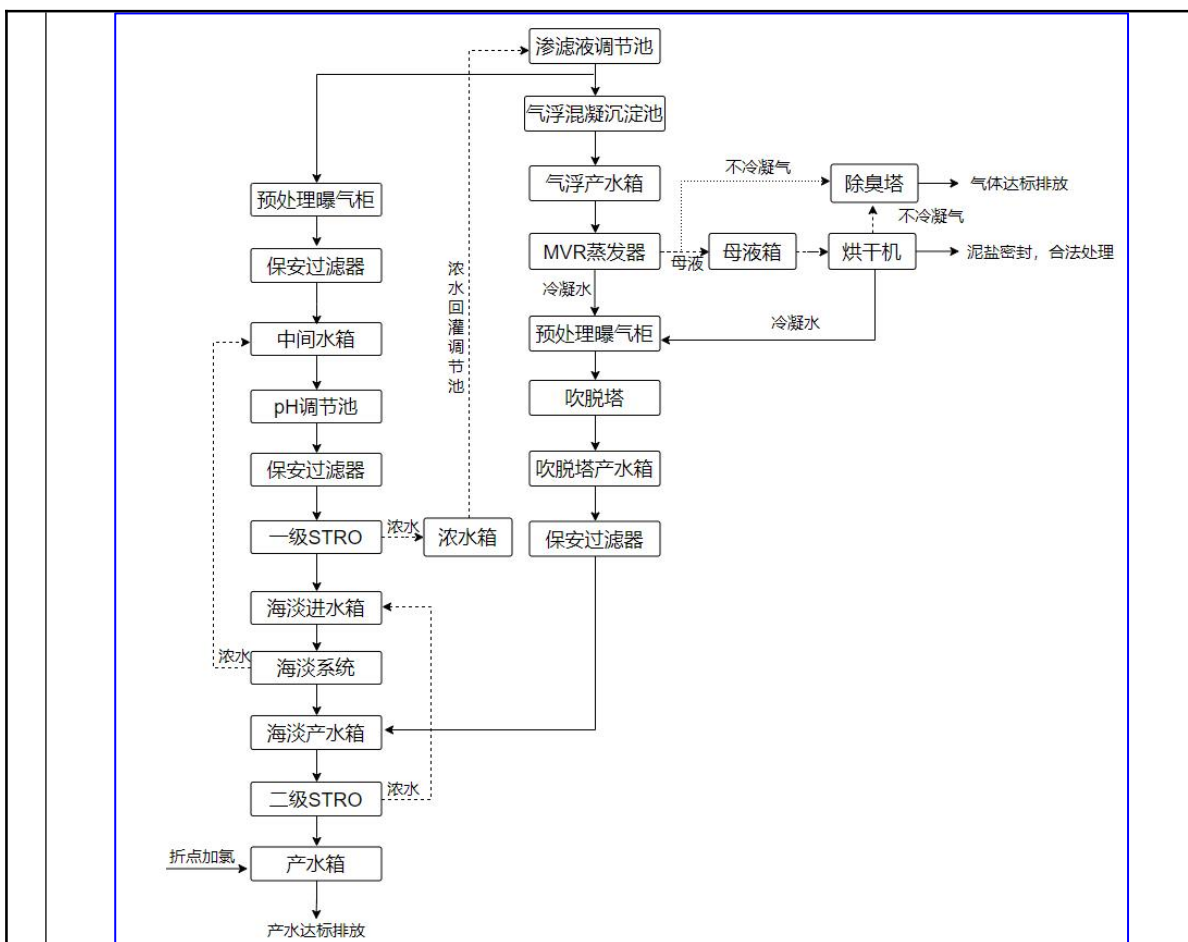 渗滤液调节池
气浮混凝沉淀池
气浮产水箱
不冷凝气
除臭塔
气体达标排放
预处理曝气柜
不冷凝气
MVR蒸发器
母液
母液箱
烘干机
泥盐密封，合法处理
保安过滤器
浓水回灌调节池
冷凝水
冷凝水
中间水箱
预处理曝气柜
pH调节池
吹脱塔
保安过滤器
吹脱塔产水箱
一级STRO
浓水
浓水箱
保安过滤器
海淡进水箱
浓水
海淡系统
海淡产水箱
二级STRO
浓水
折点加氯
产水箱
产水达标排放